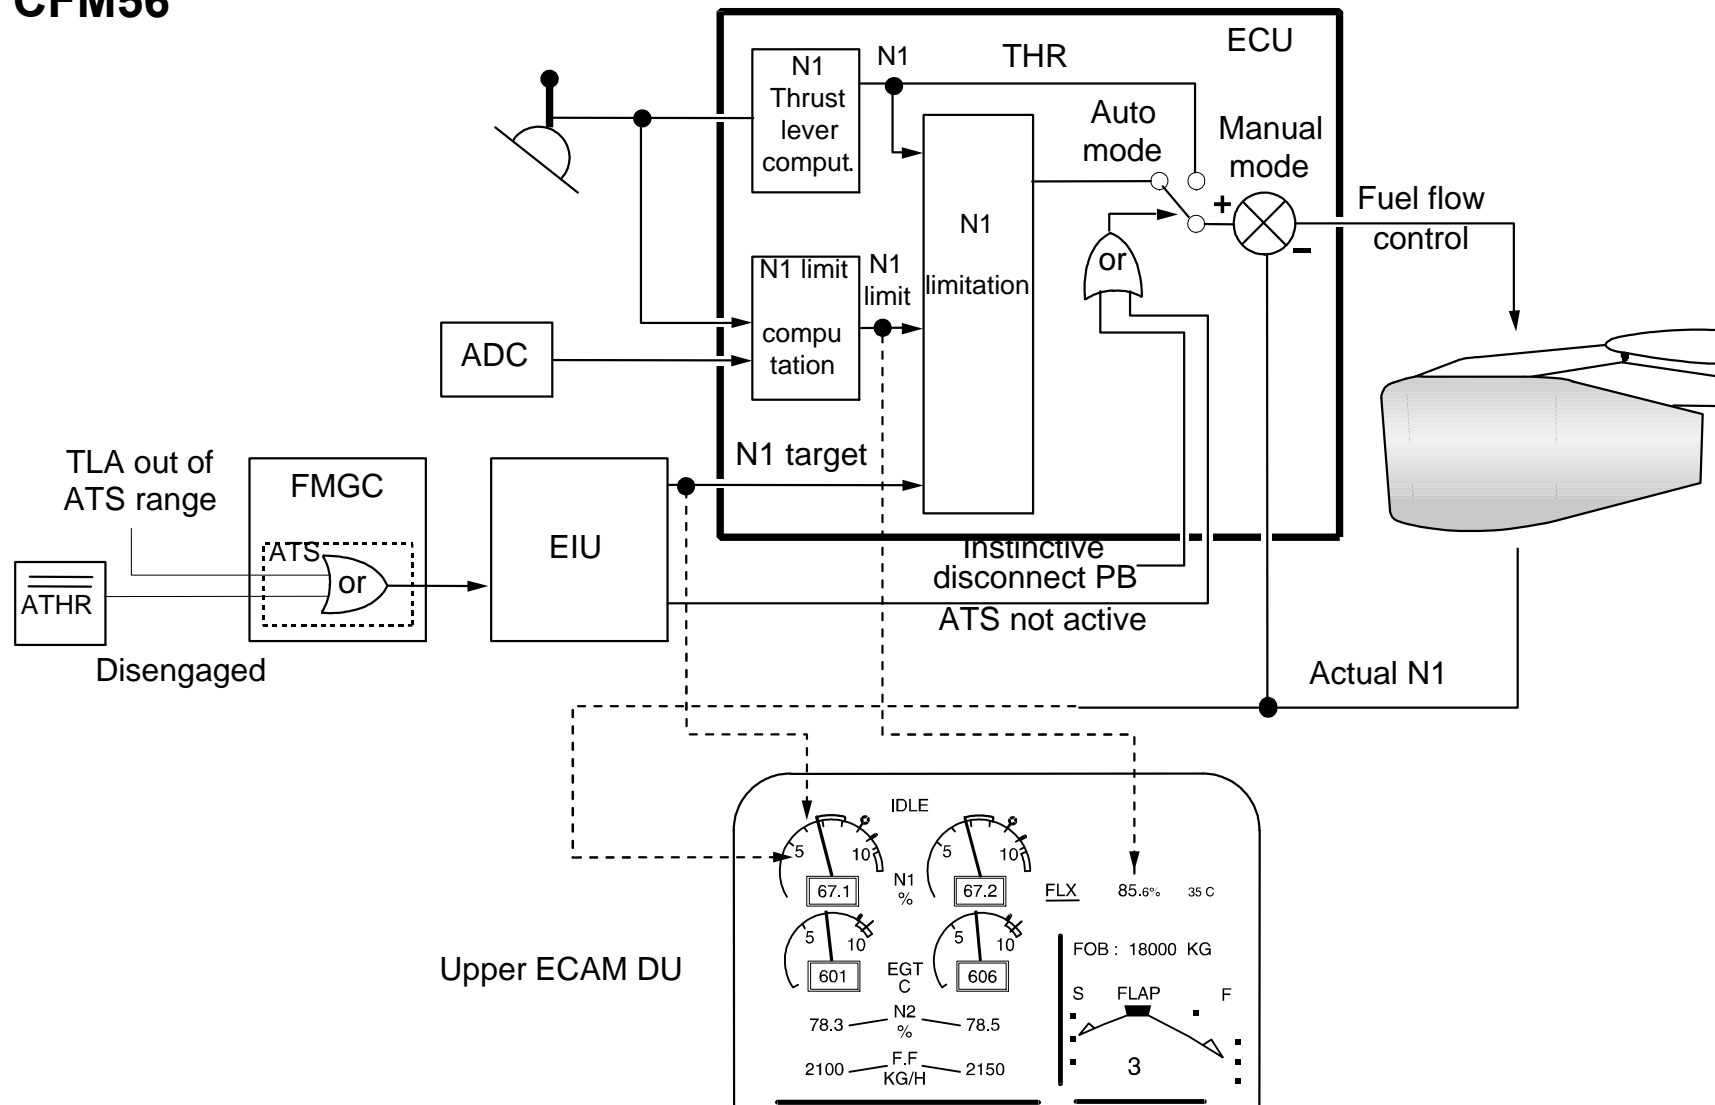 CFM56
ECU
N1
Thrust
lever
comput.
N1
THR
Auto
mode
Manual
mode
+
−
Fuel flow
control
N1 limit
compu
tation
N1
limit
N1
limitation
or
ADC
N1 target
TLA out of
ATS range
FMGC
ATS
or
EIU
ATHR
Disengaged
Instinctive
disconnect PB
ATS not active
Actual N1
Upper ECAM DU
IDLE
5
10
67.1
N1
%
5
10
67.2
FLX
85.6%
35 C
5
10
601
EGT
C
5
10
606
FOB : 18000 KG
78.3
N2
%
78.5
S
FLAP
F
2100
F.F
KG/H
2150
3